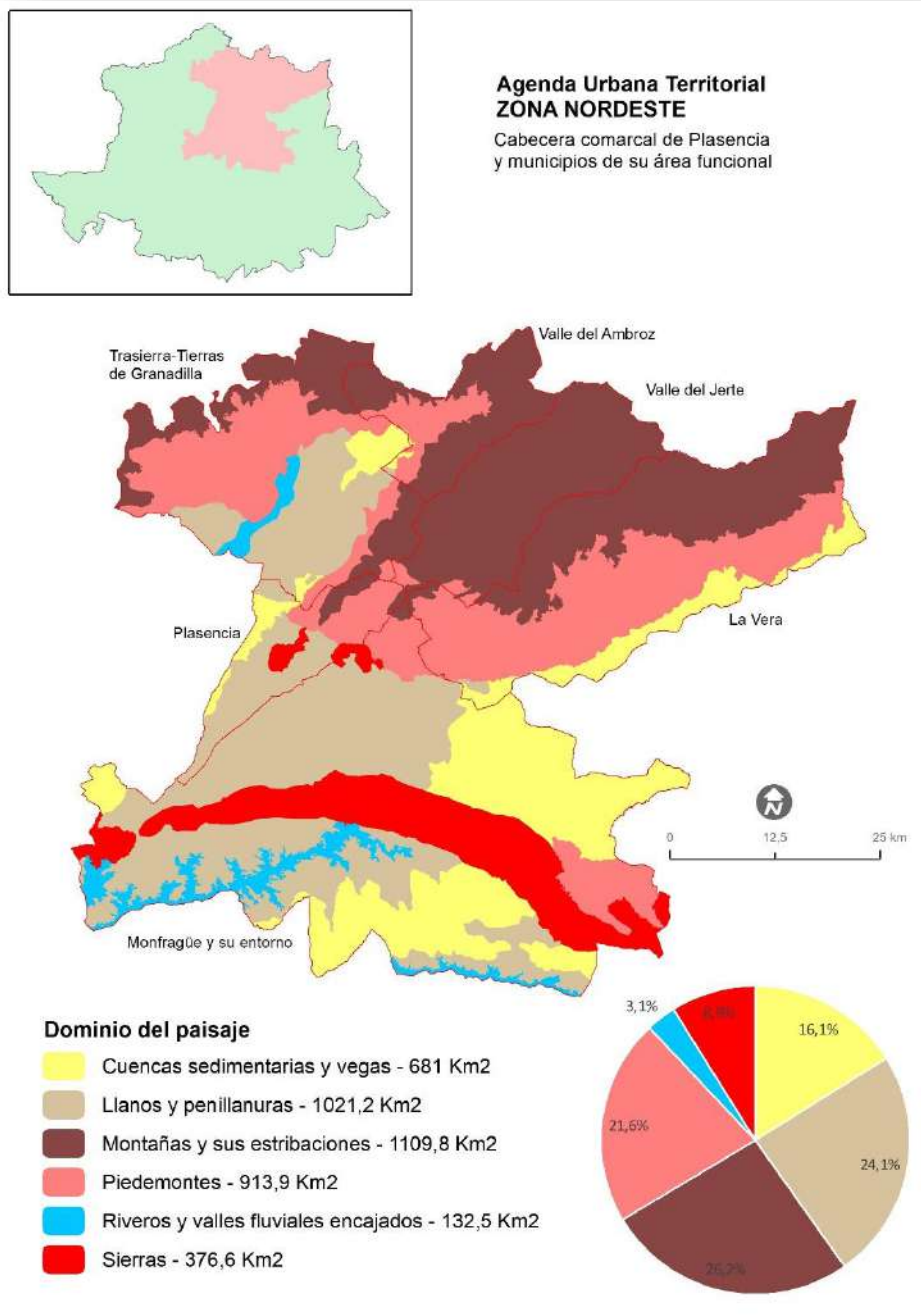 Agenda Urbana Territorial
ZONA NORDESTE
Cabecera comarcal de Plasencia
y municipios de su área funcional
Valle del Ambroz
Trasierra-Tierras
de Granadilla
Valle del Jerte
La Vera
Plasencia
N
0 12,5 25 km
Monfragüe y su entorno
Dominio del paisaje
Cuencas sedimentarias y vegas - 681 Km2
Llanos y penillanuras - 1021,2 Km2
Montañas y sus estribaciones - 1109,8 Km2
Piedemontes - 913,9 Km2
Riveros y valles fluviales encajados - 132,5 Km2
Sierras - 376,6 Km2
3,1%
8,9%
16,1%
21,6%
24,1%
26,2%